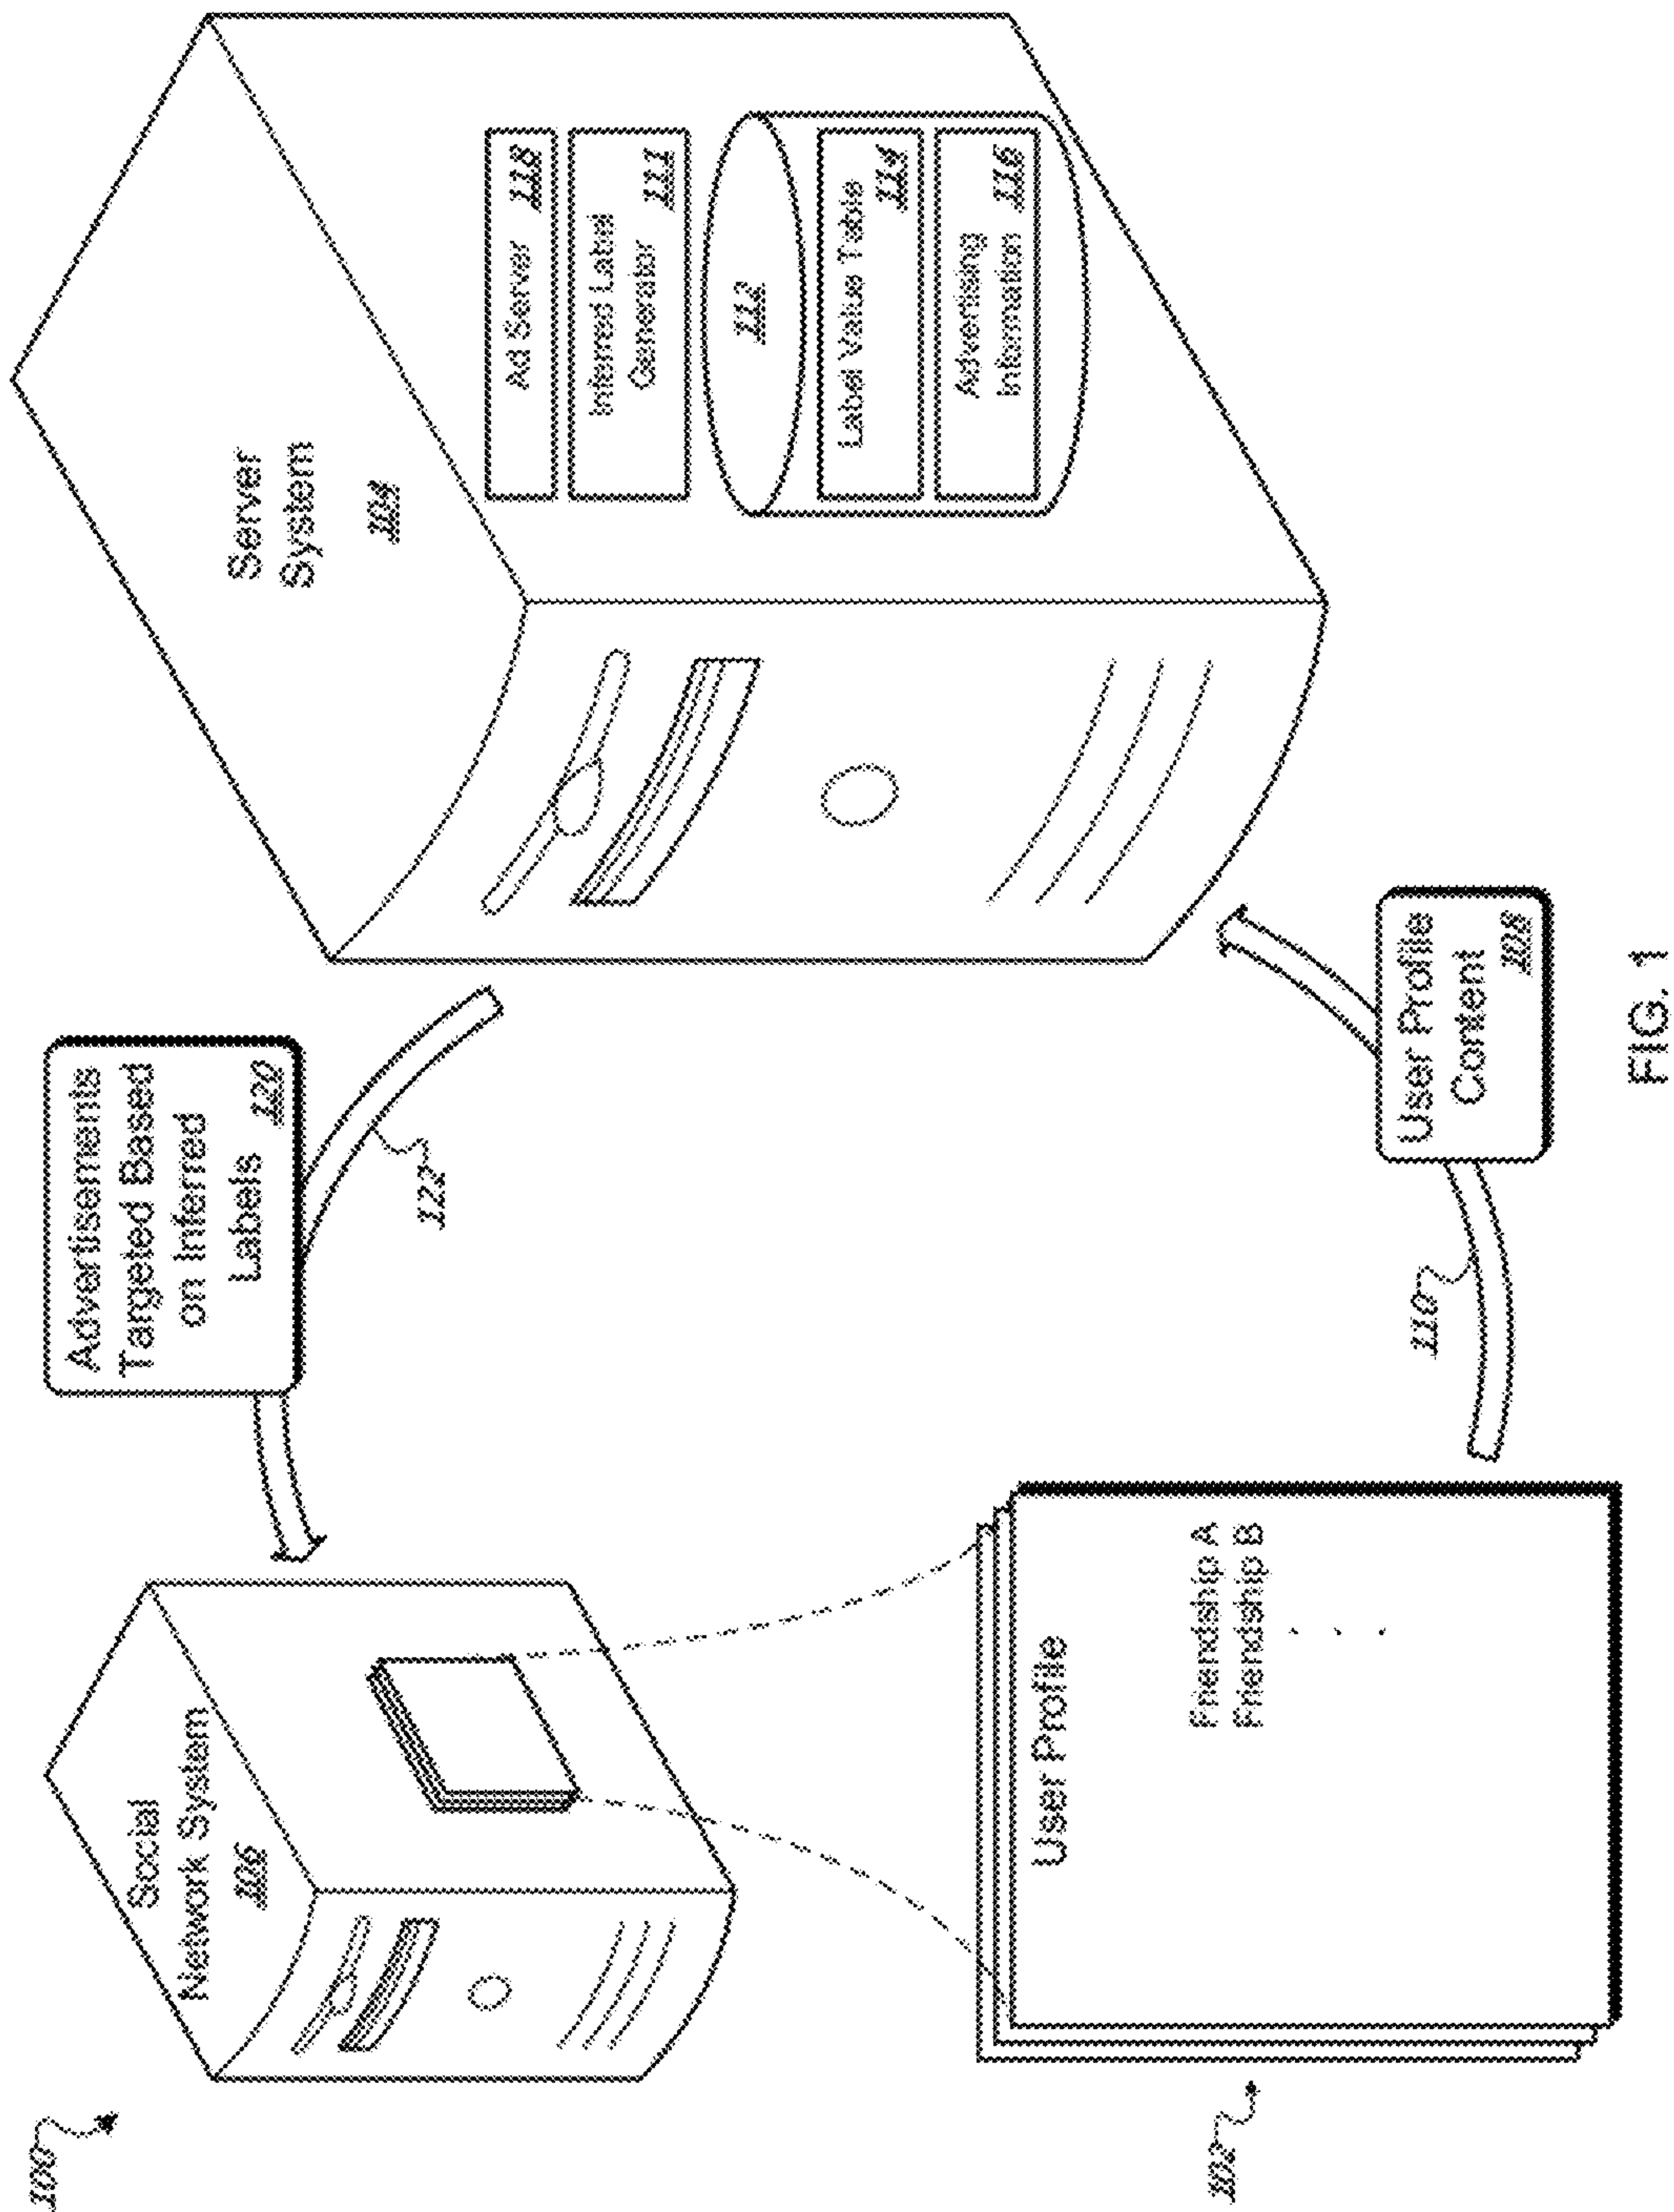 100
Social
Network System
106
Advertisements
Targeted Based
on Inferred
Labels
120
122
Server
System
104
Ad Server
118
Inferred Label
Generator
111
112
Label Value Table
114
Advertising
Information
116
102
User Profile
Friendship A
Friendship B
.
.
.
110
User Profile
Content
108
FIG. 1